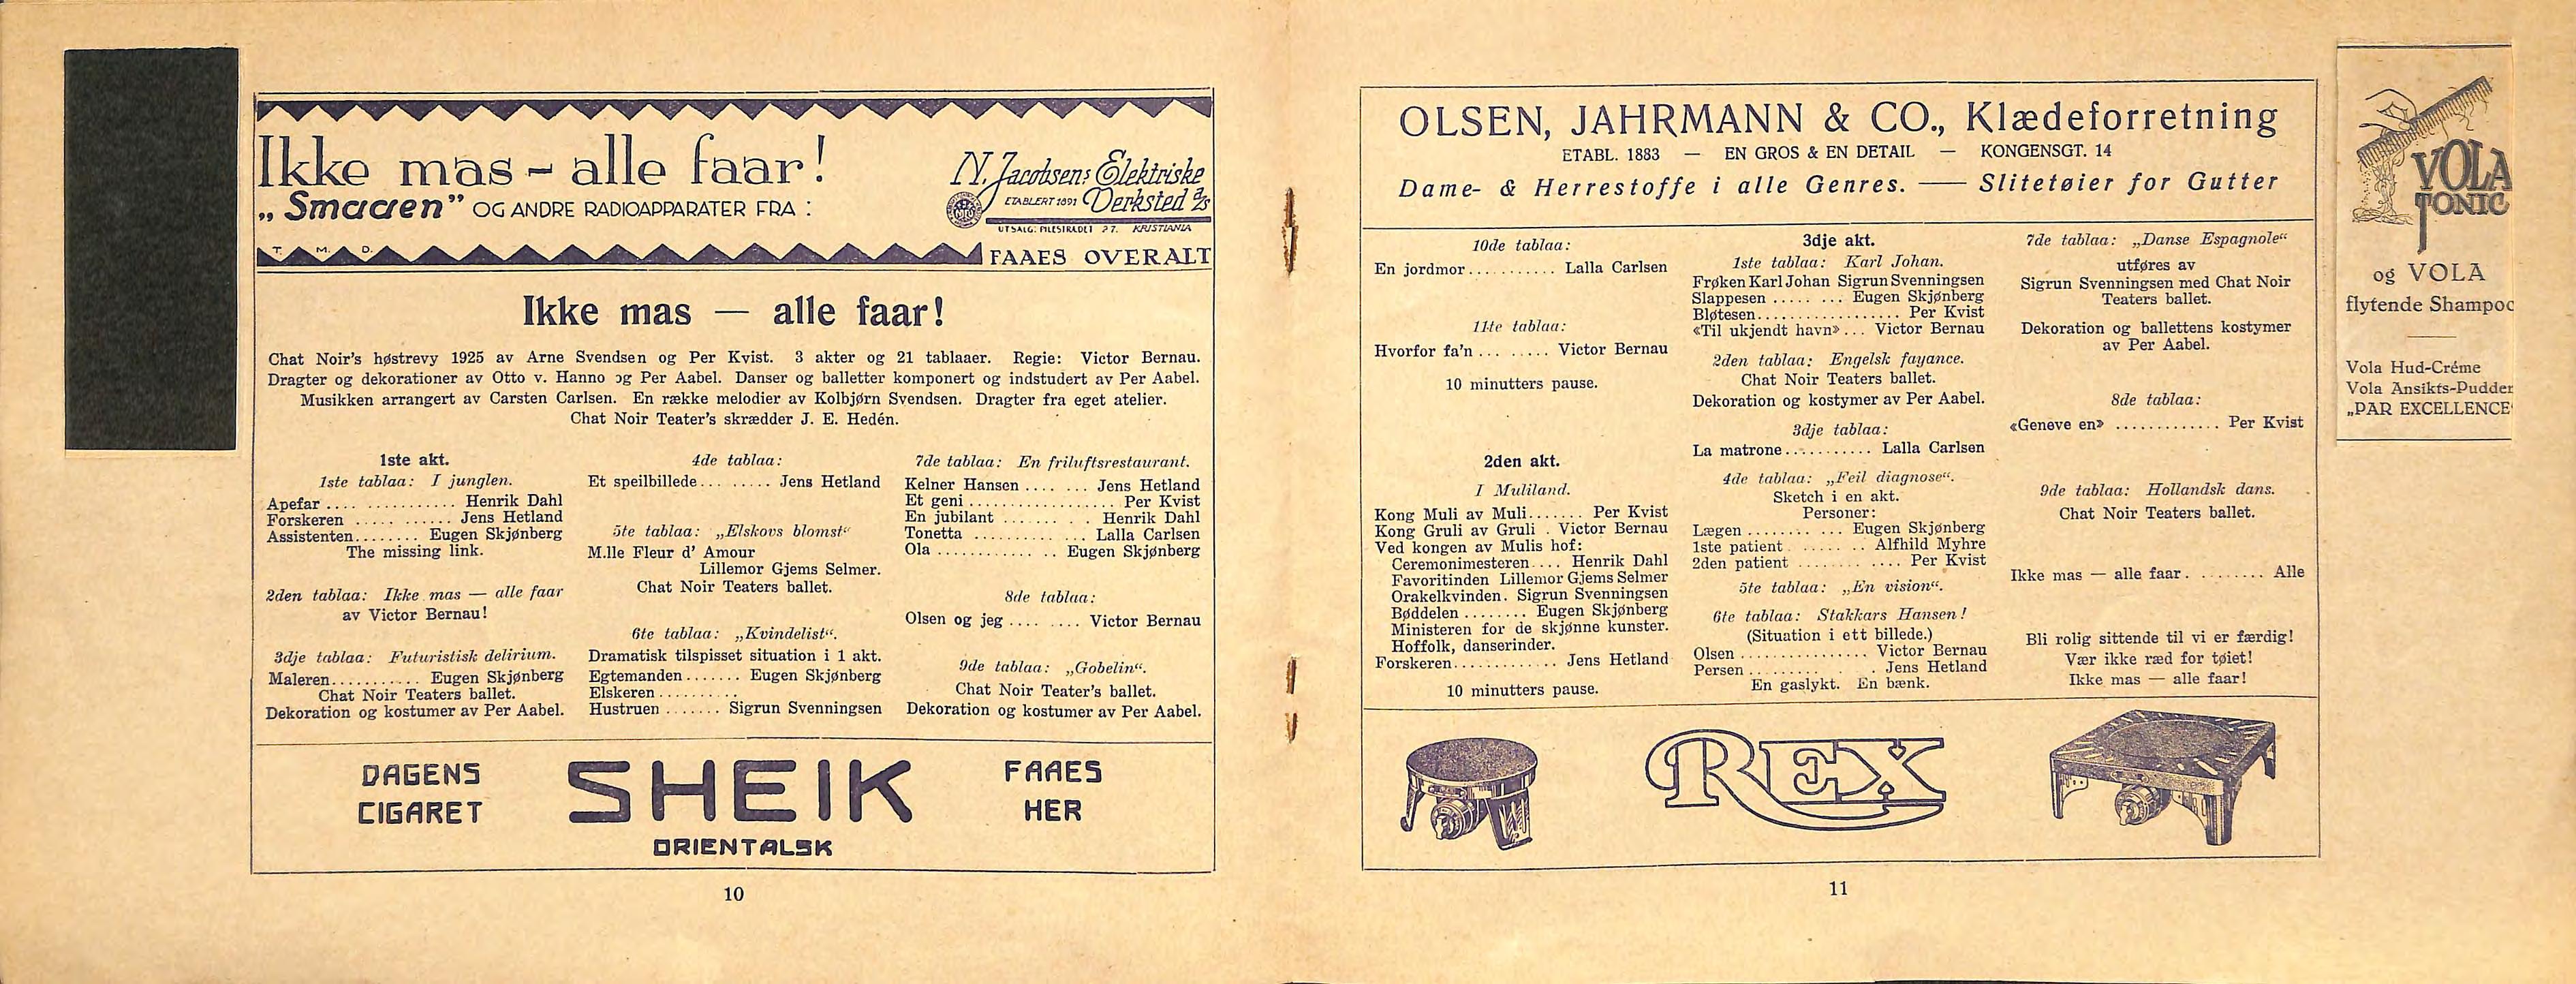 Ikke mas - alle faar!
„Smaaen” OG ANDRE RADIOAPPARATER FRA :
N. Jacobsens Elektriske
ETABLERT 1891 Verksted A/S
UTSALG: PILESTRÆDET 27. KRISTIANIA
T. M. D.
FAAES OVERALT
Ikke mas — alle faar!
Chat Noir's høstrevy 1925 av Arne Svendsen og Per Kvist. 3 akter og 21 tablaaer. Regie: Victor Bernau.
Dragter og dekorationer av Otto v. Hanno og Per Aabel. Danser og balletter komponert og indstudert av Per Aabel.
Musikken arrangert av Carsten Carlsen. En række melodier av Kolbjørn Svendsen. Dragter fra eget atelier.
Chat Noir Teater's skrædder J. E. Hedén.
1ste akt.
1ste tablaa: I junglen.
Apefar .... ............ Henrik Dahl
Forskeren ..... .......... Jens Hetland
Assistenten........ Eugen Skjønberg
The missing link.
2den tablaa: Ikke mas — alle faar
av Victor Bernau!
3dje tablaa: Futuristisk delirium.
Maleren........... Eugen Skjønberg
Chat Noir Teaters ballet.
Dekoration og kostumer av Per Aabel.
4de tablaa:
Et speilbillede... ...... Jens Hetland
5te tablaa: „Elskovs blomst“
M.lle Fleur d' Amour
Lillemor Gjems Selmer.
Chat Noir Teaters ballet.
6te tablaa: „Kvindelist“.
Dramatisk tilspisset situation i 1 akt.
Egtemanden....... Eugen Skjønberg
Elskeren..........
Hustruen ....... Sigrun Svenningsen
7de tablaa: En friluftsrestaurant.
Kelner Hansen .... ... Jens Hetland
Et geni .................... Per Kvist
En jubilant ........ . . Henrik Dahl
Tonetta .......... ... Lalla Carlsen
Ola ............ .. Eugen Skjønberg
8de tablaa:
Olsen og jeg .... .... Victor Bernau
9de tablaa: „Gobelin“.
Chat Noir Teater's ballet.
Dekoration og kostumer av Per Aabel.
DAGENS
CIGARET
SHEIK
ORIENTALSK
FAAES
HER
10
OLSEN, JAHRMANN & CO., Klædeforretning
ETABL. 1883 — EN GROS & EN DETAIL — KONGENSGT. 14
Dame- & Herrestoffe i alle Genres. — Slitetøier for Gutter
10de tablaa:
En jordmor........... Lalla Carlsen
11te tablaa:
Hvorfor fa'n ... ..... Victor Bernau
10 minutters pause.
2den akt.
I Muliland.
Kong Muli av Muli....... Per Kvist
Kong Gruli av Gruli . Victor Bernau
Ved kongen av Mulis hof:
Ceremonimesteren.... Henrik Dahl
Favoritinden Lillemor Gjems Selmer
Orakelkvinden. Sigrun Svenningsen
Bøddelen ........ Eugen Skjønberg
Ministeren for de skjønne kunster.
Hoffolk, danserinder.
Forskeren............ Jens Hetland
10 minutters pause.
3dje akt.
1ste tablaa: Karl Johan.
Frøken Karl Johan Sigrun Svenningsen
Slappesen ..... ... Eugen Skjønberg
Bløtesen.................. Per Kvist
«Til ukjendt havn»... Victor Bernau
2den tablaa: Engelsk fayance.
Chat Noir Teaters ballet.
Dekoration og kostymer av Per Aabel.
3dje tablaa:
La matrone........... Lalla Carlsen
4de tablaa: „Feil diagnose“.
Sketch i en akt.
Personer:
Lægen ........ ... Eugen Skjønberg
1ste patient ...... .. Alfhild Myhre
2den patient ........ .... Per Kvist
5te tablaa: „En vision“.
6te tablaa: Stakkars Hansen!
(Situation i ett billede.)
Olsen ................ Victor Bernau
Persen ............ . Jens Hetland
En gaslykt. En bænk.
7de tablaa: „Danse Espagnole“
utføres av
Sigrun Svenningsen med Chat Noir
Teaters ballet.
Dekoration og ballettens kostymer
av Per Aabel.
8de tablaa:
«Geneve en» ............. Per Kvist
9de tablaa: Hollandsk dans.
Chat Noir Teaters ballet.
Ikke mas — alle faar. ......... Alle
Bli rolig sittende til vi er færdig!
Vær ikke ræd for tøiet!
Ikke mas — alle faar!
REX
11
VOLA
TONIC
og VOLA
flytende Shampoo
Vola Hud-Créme
Vola Ansikts-Pudder
„PAR EXCELLENCE“